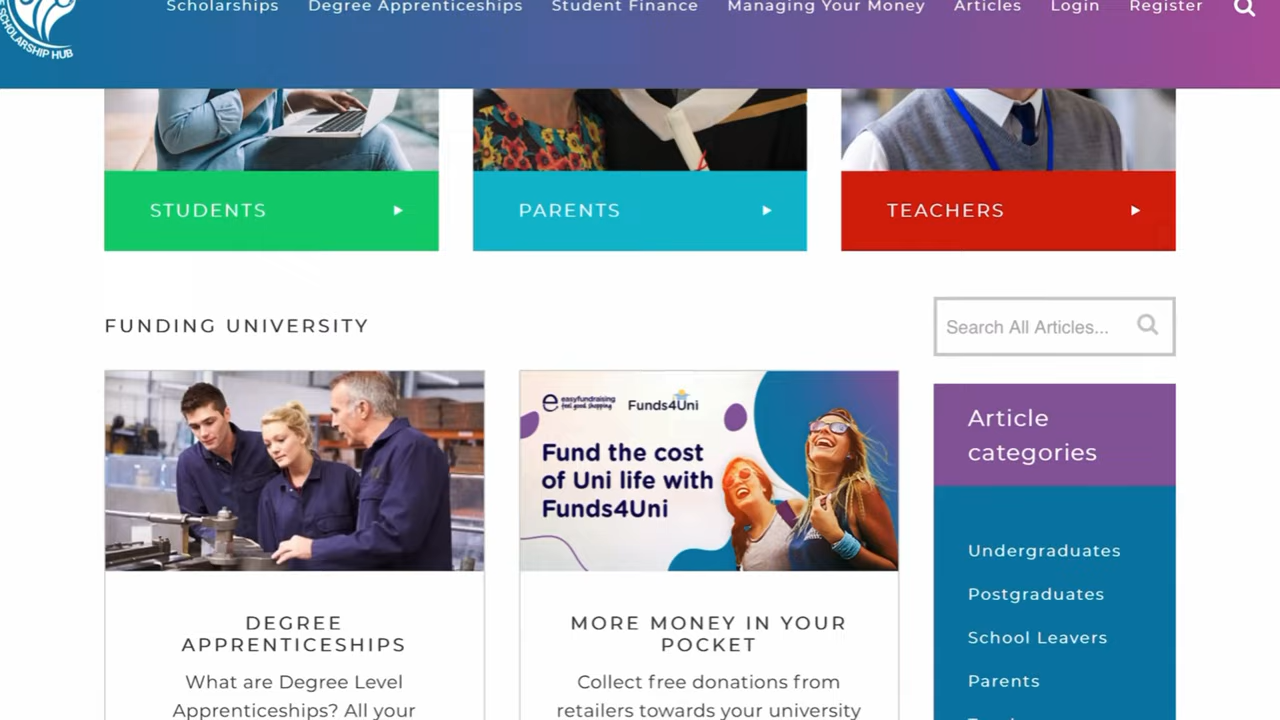 Scholarships Degree Apprenticeships Student Finance Managing Your Money Articles Login Register
SCHOLARSHIP HUB
STUDENTS
PARENTS
TEACHERS
FUNDING UNIVERSITY
Search All Articles...
easyfundraising
feel good shopping
Funds4Uni
Fund the cost
of Uni life with
Funds4Uni
DEGREE
APPRENTICESHIPS
What are Degree Level
Apprenticeships? All your
MORE MONEY IN YOUR
POCKET
Collect free donations from
retailers towards your university
Article
categories
Undergraduates
Postgraduates
School Leavers
Parents